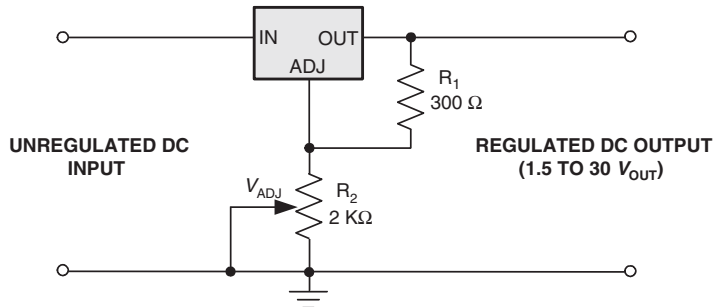 IN OUT
ADJ
R1
300 Ω
UNREGULATED DC
INPUT
REGULATED DC OUTPUT
(1.5 TO 30 VOUT)
VADJ
R2
2 KΩ